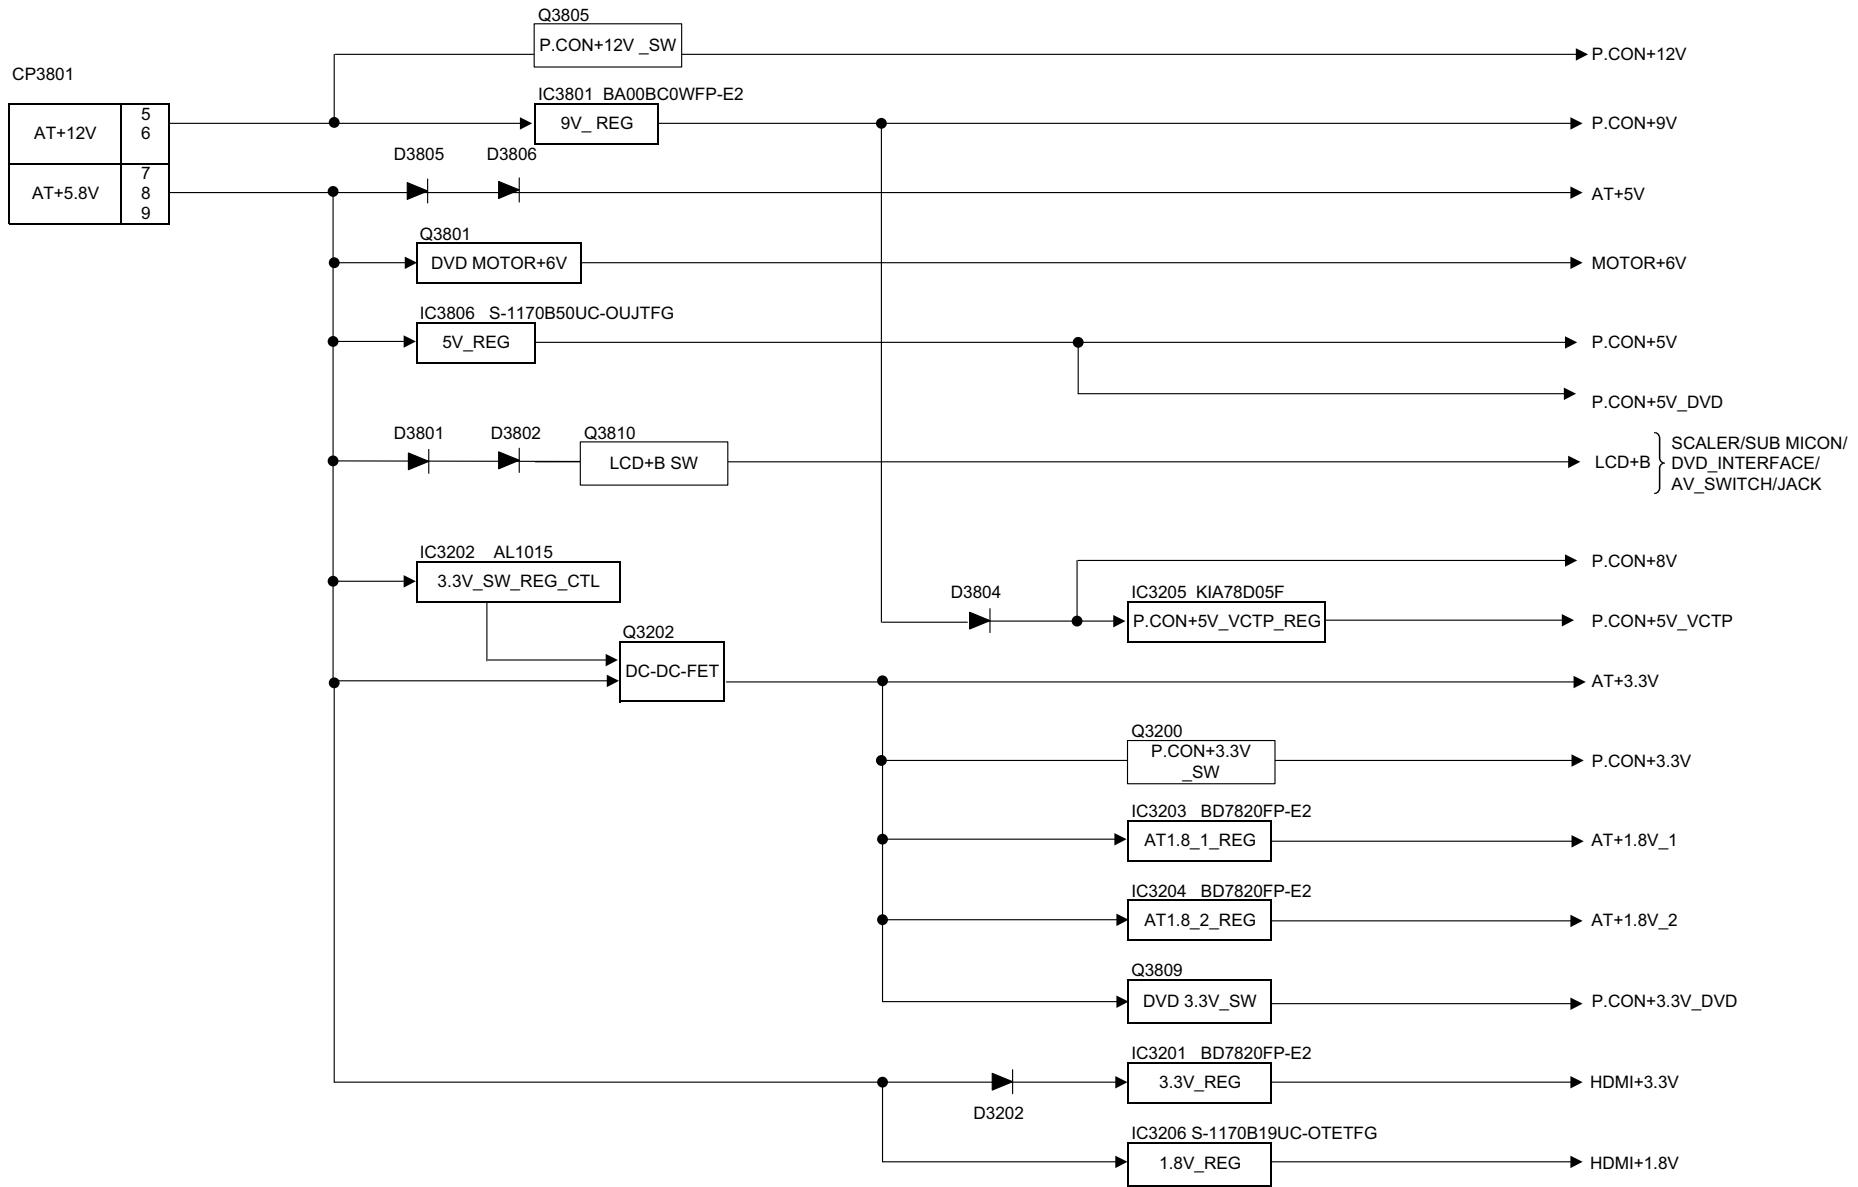 Q3805
P.CON+12V _SW
P.CON+12V
CP3801
IC3801 BA00BC0WFP-E2
AT+12V
5
6
9V_ REG
P.CON+9V
D3805
D3806
AT+5.8V
7
8
9
AT+5V
Q3801
DVD MOTOR+6V
MOTOR+6V
IC3806 S-1170B50UC-OUJTFG
5V_REG
P.CON+5V
P.CON+5V_DVD
D3801
D3802
Q3810
LCD+B SW
LCD+B
SCALER/SUB MICON/
DVD_INTERFACE/
AV_SWITCH/JACK
IC3202 AL1015
3.3V_SW_REG_CTL
P.CON+8V
D3804
IC3205 KIA78D05F
P.CON+5V_VCTP_REG
P.CON+5V_VCTP
Q3202
DC-DC-FET
AT+3.3V
Q3200
P.CON+3.3V
_SW
P.CON+3.3V
IC3203 BD7820FP-E2
AT1.8_1_REG
AT+1.8V_1
IC3204 BD7820FP-E2
AT1.8_2_REG
AT+1.8V_2
Q3809
DVD 3.3V_SW
P.CON+3.3V_DVD
IC3201 BD7820FP-E2
3.3V_REG
HDMI+3.3V
D3202
IC3206 S-1170B19UC-OTETFG
1.8V_REG
HDMI+1.8V